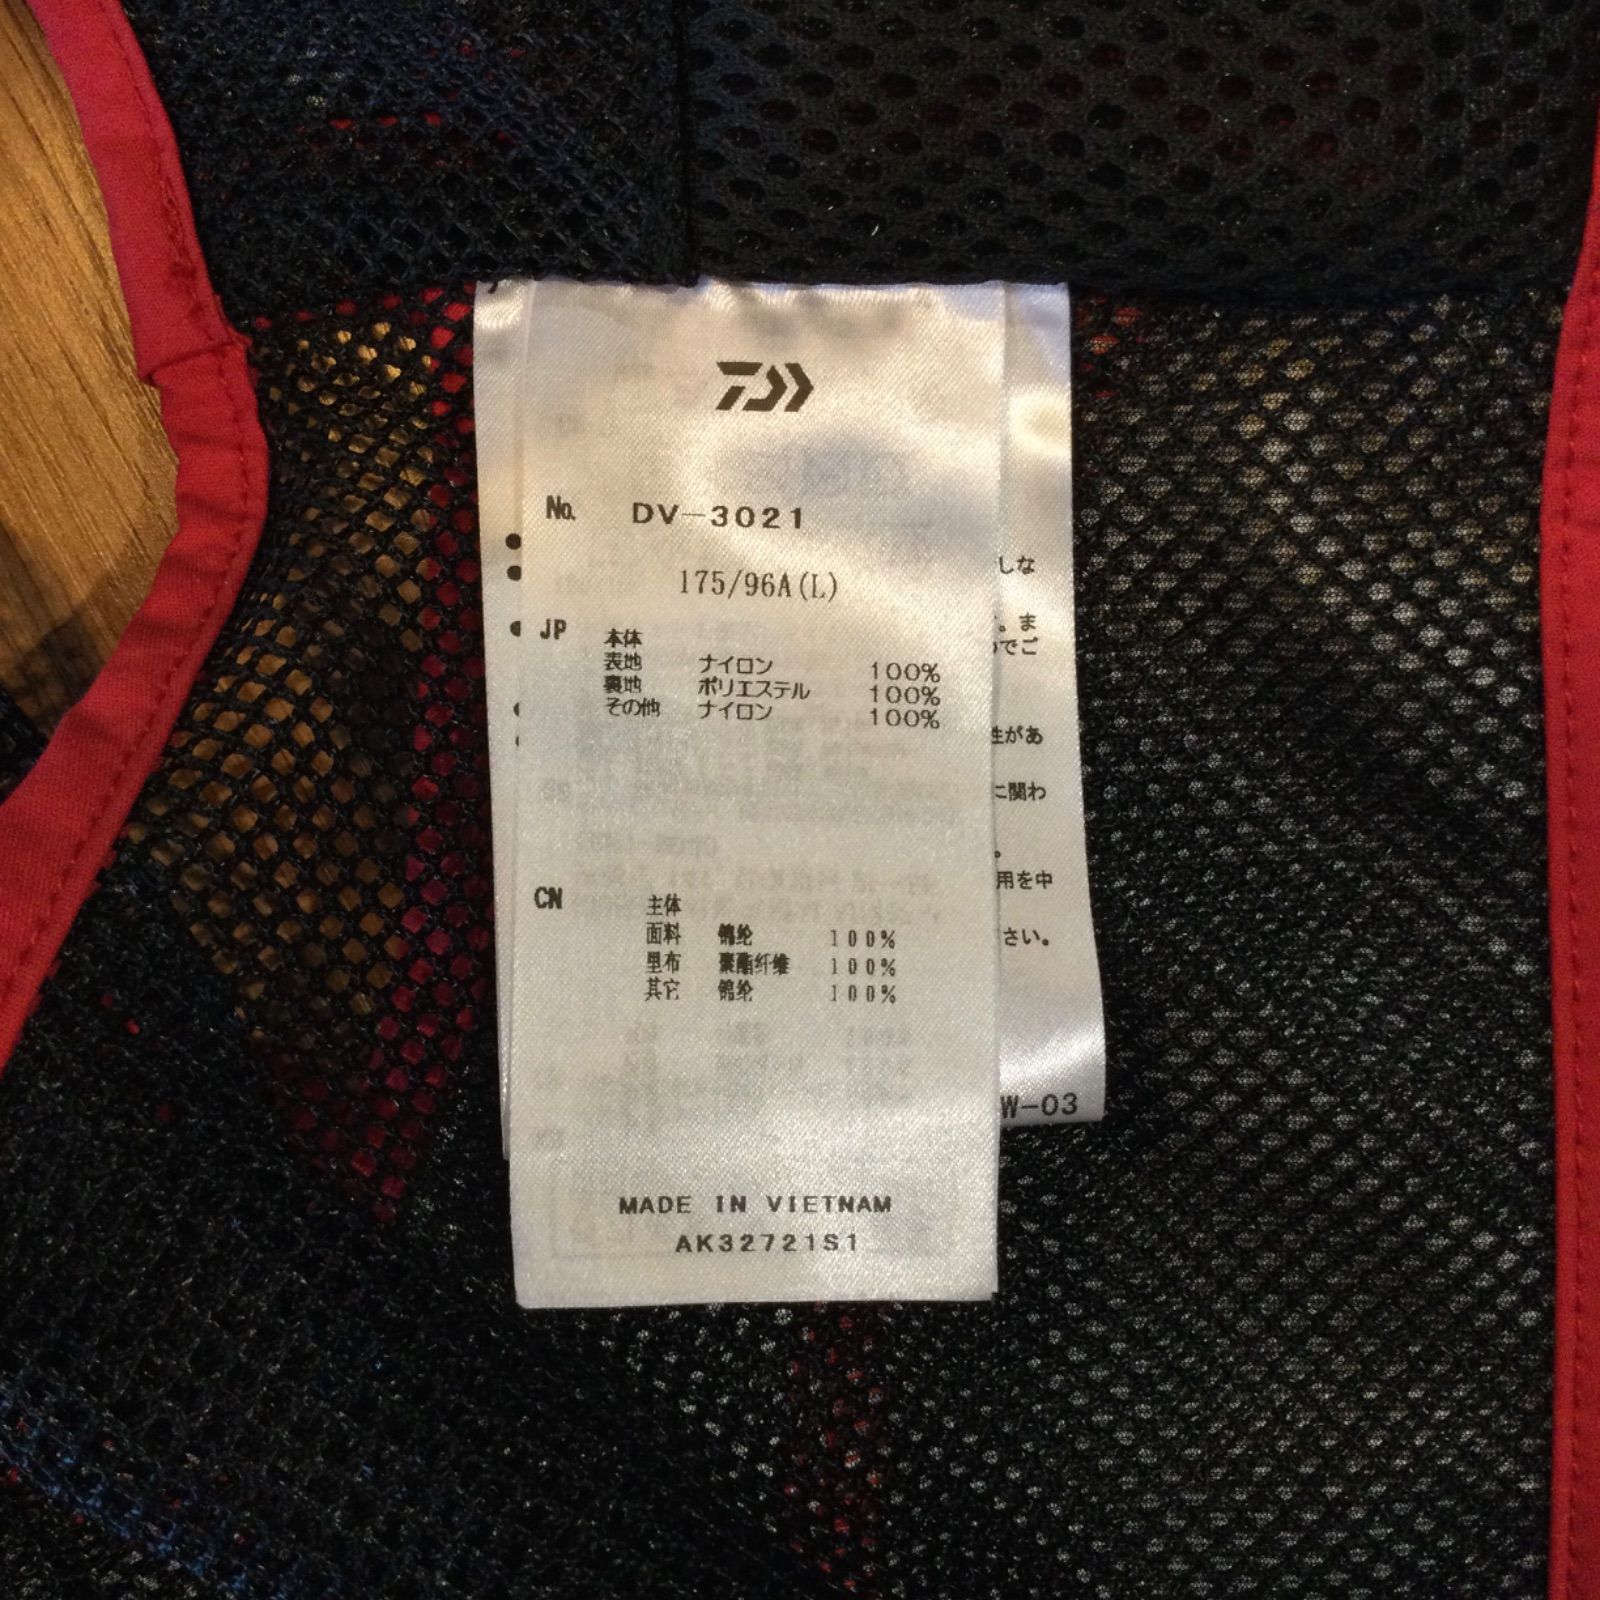 No. DV-3021
175/96A(L)
JP 本体
表地 ナイロン 100%
裏地 ポリエステル 100%
その他 ナイロン 100%
CN 主体
面料 锦纶 100%
里布 聚酯纤维 100%
其它 锦纶 100%
MADE IN VIETNAM
AK32721S1
しな
。ま
でご
性があ
に関わ
。
用を中
さい。
W-03